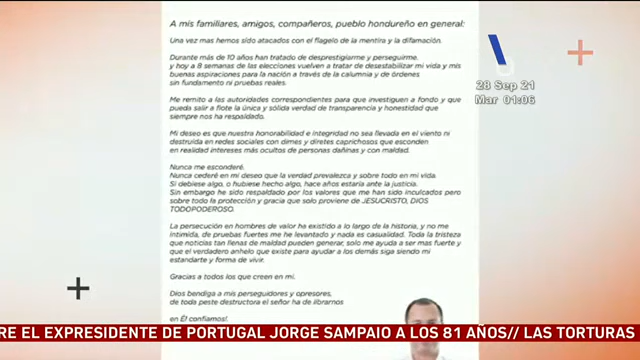 A mis familiares, amigos, compañeros, pueblo hondureño en general:
Una vez mas hemos sido atacados con el flagelo de la mentira y la difamación.
Durante más de 10 años han tratado de desprestigiarme y perseguirme.
y hoy a 8 semanas de las elecciones vuelven a tratar de desestabilizar mi vida y mis
buenas aspiraciones para la nación a través de la calumnia y de órdenes
sin fundamento ni pruebas reales.
28 Sep 21
Mar 01:06
Me remito a las autoridades correspondientes para que investiguen a fondo y que
pueda salir a flote la única y sólida verdad de transparencia y honestidad que
siempre nos ha respaldado.
Mi deseo es que nuestra honorabilidad e integridad no sea llevada en el viento ni
destruida en redes sociales con dimes y diretes caprichosos que esconden
en realidad intereses más ocultos de personas dañinas y con maldad.
Nunca me esconderé.
Nunca cederé en mi deseo que la verdad prevalezca y sobre todo en mi vida.
Si debiese algo, o hubiese hecho algo, hace años estaría ante la justicia.
Sin embargo he sido respaldado por los valores que me han sido inculcados pero
sobre todo la protección y gracia que solo proviene de JESUCRISTO, DIOS
TODOPODEROSO.
La persecución en hombres de valor ha existido a lo largo de la historia, y no me
intimida, de pruebas fuertes me he levantado y nada es casualidad. Toda la tristeza
que noticias tan llenas de maldad pueden generar, solo me ayuda a ser mas fuerte y
que el verdadero anhelo que existe para ayudar a los demás siga siendo mi
estandarte y forma de vivir.
Gracias a todos los que creen en mí.
Dios bendiga a mis perseguidores y opresores,
de toda peste destructora el señor ha de librarnos
en Él confiamos!.
RE EL EXPRESIDENTE DE PORTUGAL JORGE SAMPAIO A LOS 81 AÑOS// LAS TORTURAS